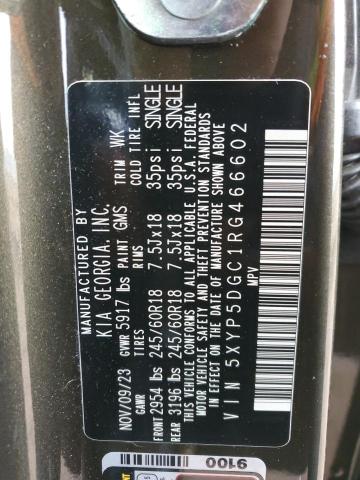 MANUFACTURED BY
KIA GEORGIA. INC.
NOV/09/23 GVWR 5917 lbs PAINT GMS TRIM WK
GAWR TIRES COLD TIRE INFL
FRONT 2954 lbs 245/60R18 7.5Jx18 35psi SINGLE
REAR 3196 lbs 245/60R18 7.5Jx18 35psi SINGLE
THIS VEHICLE CONFORMS TO ALL APPLICABLE U.S.A. FEDERAL
MOTOR VEHICLE SAFETY AND THEFT PREVENTION STANDARDS
IN EFFECT ON THE DATE OF MANUFACTURE SHOWN ABOVE.
VIN 5XYP5DGC1RG466602
MPV
9100